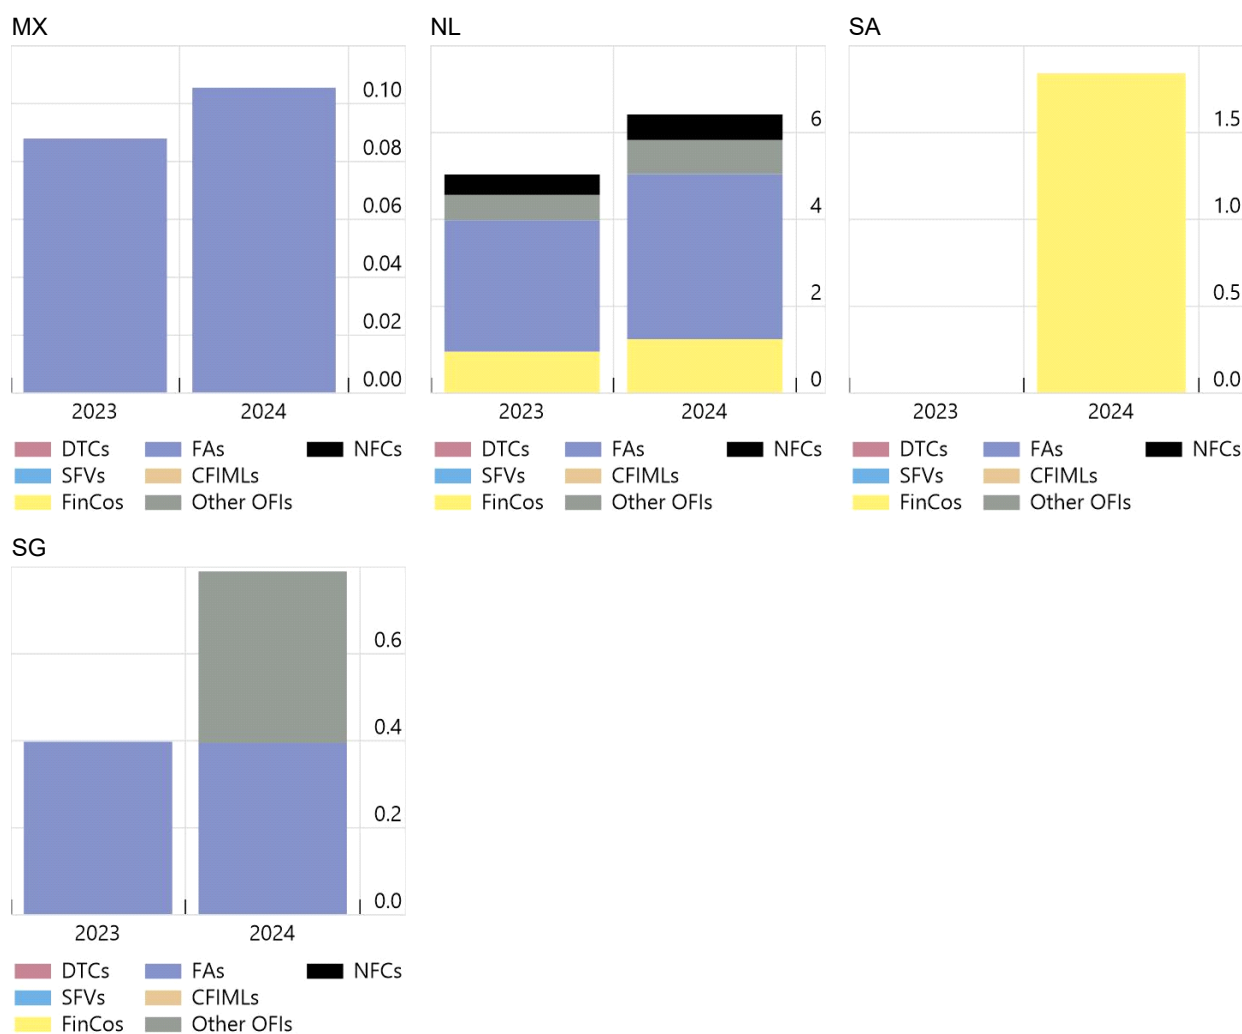 MX
0.10
0.08
0.06
0.04
0.02
0.00
2023 2024
DTCs FAs NFCs
SFVs CFIMLs
FinCos Other OFIs
NL
6
4
2
0
2023 2024
DTCs FAs NFCs
SFVs CFIMLs
FinCos Other OFIs
SA
1.5
1.0
0.5
0.0
2023 2024
DTCs FAs NFCs
SFVs CFIMLs
FinCos Other OFIs
SG
0.6
0.4
0.2
0.0
2023 2024
DTCs FAs NFCs
SFVs CFIMLs
FinCos Other OFIs